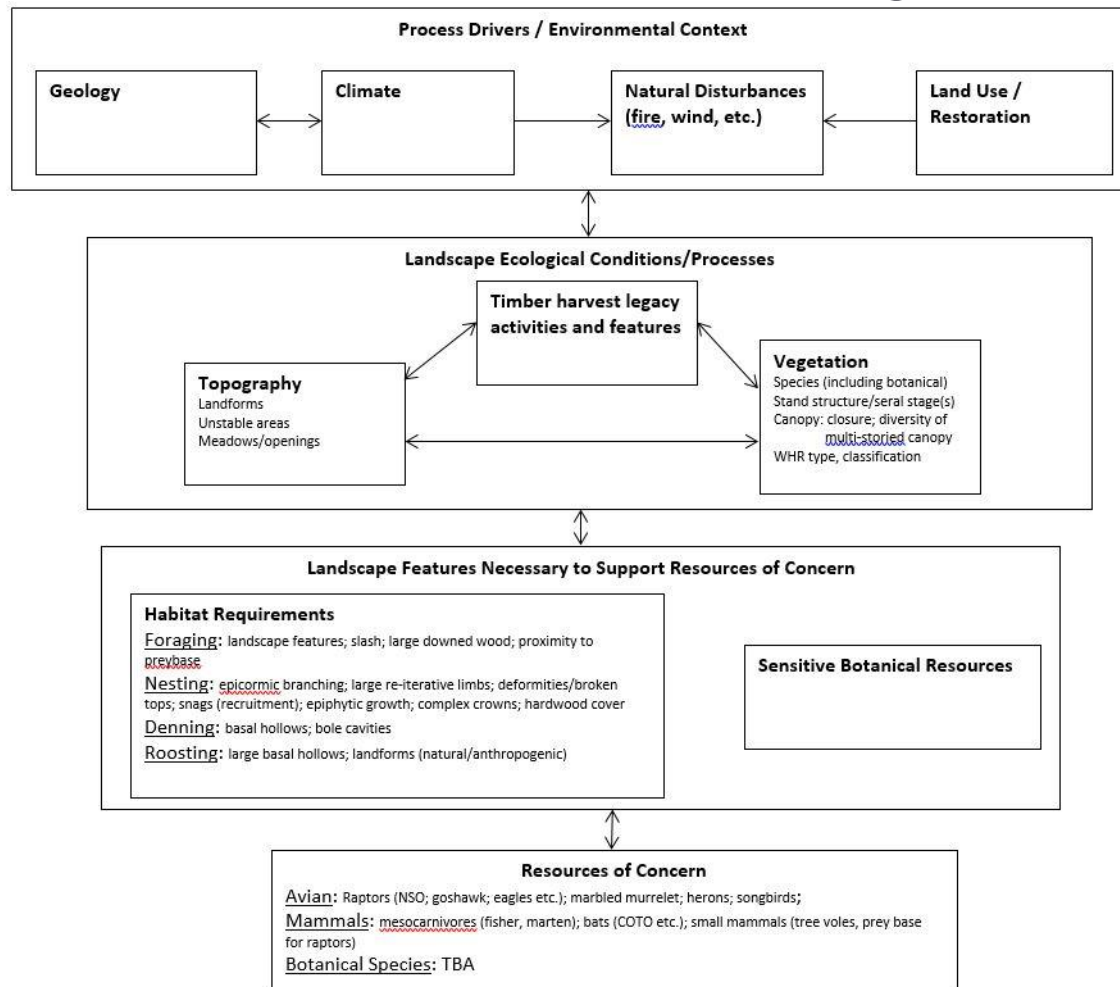 Process Drivers / Environmental Context
Geology
Climate
Natural Disturbances
(fire, wind, etc.)
Land Use /
Restoration
Landscape Ecological Conditions/Processes
Timber harvest legacy
activities and features
Topography
Landforms
Unstable areas
Meadows/openings
Vegetation
Species (including botanical)
Stand structure/seral stage(s)
Canopy: closure; diversity of
multi-storied canopy
WHR type, classification
Landscape Features Necessary to Support Resources of Concern
Habitat Requirements
Foraging: landscape features; slash; large downed wood; proximity to
preybase
Nesting: epicormic branching; large re-iterative limbs; deformities/broken
tops; snags (recruitment); epiphytic growth; complex crowns; hardwood cover
Denning: basal hollows; bole cavities
Roosting: large basal hollows; landforms (natural/anthropogenic)
Sensitive Botanical Resources
Resources of Concern
Avian: Raptors (NSO; goshawk; eagles etc.); marbled murrelet; herons; songbirds;
Mammals: mesocarnivores (fisher, marten); bats (COTO etc.); small mammals (tree voles, prey base
for raptors)
Botanical Species: TBA